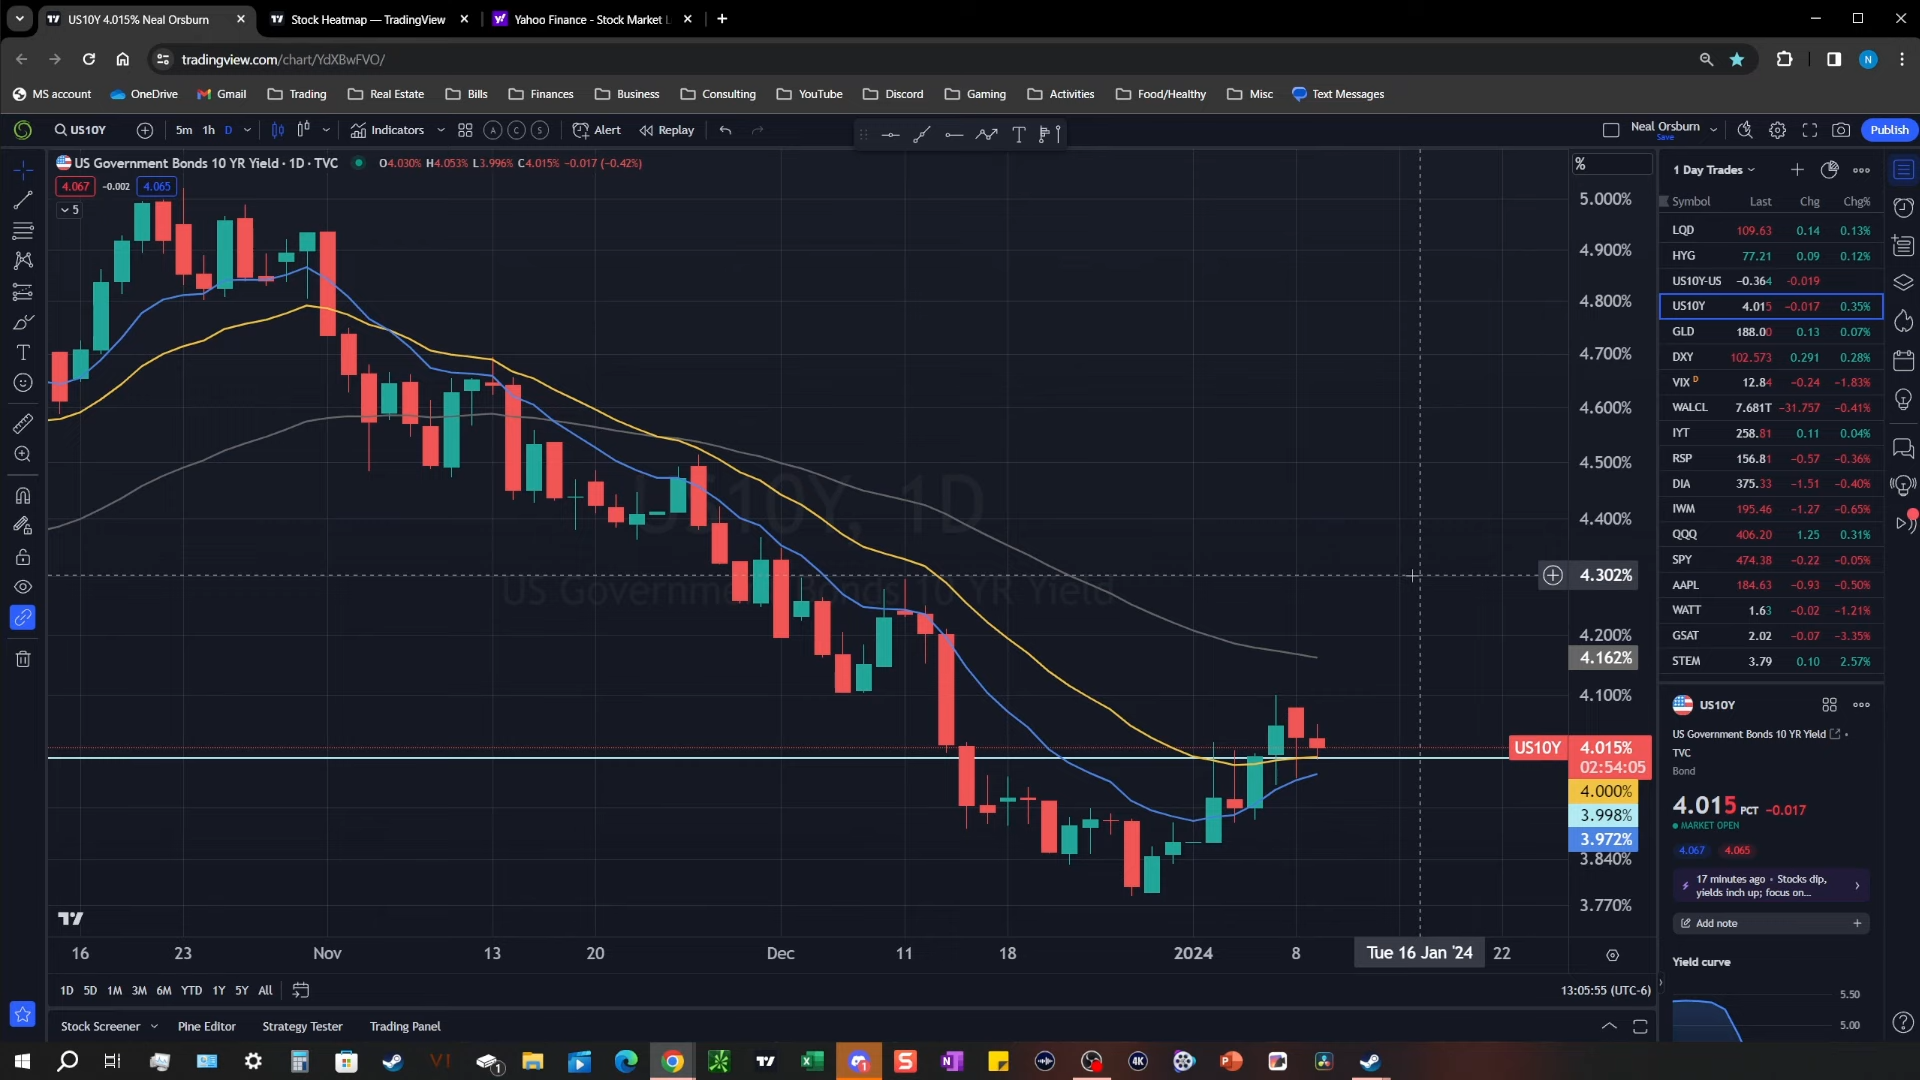 US10Y 4.015% Neal Orsburn
Stock Heatmap — TradingView
Yahoo Finance - Stock Market L
tradingview.com/chart/YdXBwFVO/
N
MS account OneDrive Gmail Trading Real Estate Bills Finances Business Consulting YouTube Discord Gaming Activities Food/Healthy Misc Text Messages
US10Y 5m 1h D Indicators A C S Alert Replay T Neal Orsburn Save Publish
US Government Bonds 10 YR Yield · 1D · TVC O4.030% H4.053% L3.996% C4.015% −0.017 (−0.42%)
4.067 -0.002 4.065
5
%
5.000%
4.900%
4.800%
4.700%
4.600%
4.500%
4.400%
4.302%
4.200%
4.162%
4.100%
US10Y 4.015%
02:54:05
4.000%
3.998%
3.972%
3.840%
3.770%
US10Y, 1D
US Government Bonds 10 YR Yield
16 23 Nov 13 20 Dec 11 18 2024 8 Tue 16 Jan '24 22
1D 5D 1M 3M 6M YTD 1Y 5Y All 13:05:55 (UTC-6)
Stock Screener Pine Editor Strategy Tester Trading Panel
1 Day Trades
Symbol Last Chg Chg%
LQD 109.63 0.14 0.13%
HYG 77.21 0.09 0.12%
US10Y-US −0.364 −0.019
US10Y 4.015 −0.017 0.35%
GLD 188.00 0.13 0.07%
DXY 102.573 0.291 0.28%
VIX D 12.84 −0.24 −1.83%
WALCL 7.681T −31.757 −0.41%
IYT 258.81 0.11 0.04%
RSP 156.81 −0.57 −0.36%
DIA 375.33 −1.51 −0.40%
IWM 195.46 −1.27 −0.65%
QQQ 406.20 1.25 0.31%
SPY 474.38 −0.22 −0.05%
AAPL 184.63 −0.93 −0.50%
WATT 1.63 −0.02 −1.21%
GSAT 2.02 −0.07 −3.35%
STEM 3.79 0.10 2.57%
US10Y
US Government Bonds 10 YR Yield •
TVC
Bond
4.015 PCT −0.017
MARKET OPEN
4.067 4.065
17 minutes ago • Stocks dip,
yields inch up; focus on...
Add note
Yield curve
5.50
5.00